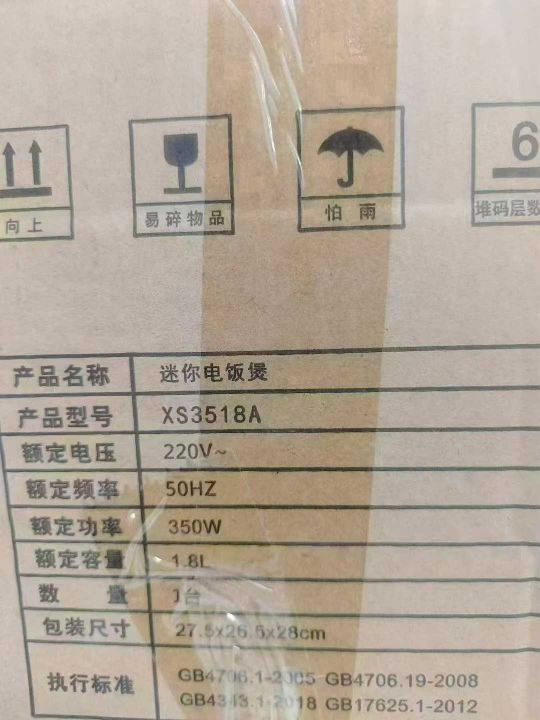 6
向上
易碎物品
怕雨
堆码层数
产品名称 迷你电饭煲
产品型号 XS3518A
额定电压 220V~
额定频率 50HZ
额定功率 350W
额定容量 1.8L
数量 1台
包装尺寸 27.5x26.5x28cm
执行标准 GB4706.1-2005 GB4706.19-2008
GB4343.1-2018 GB17625.1-2012